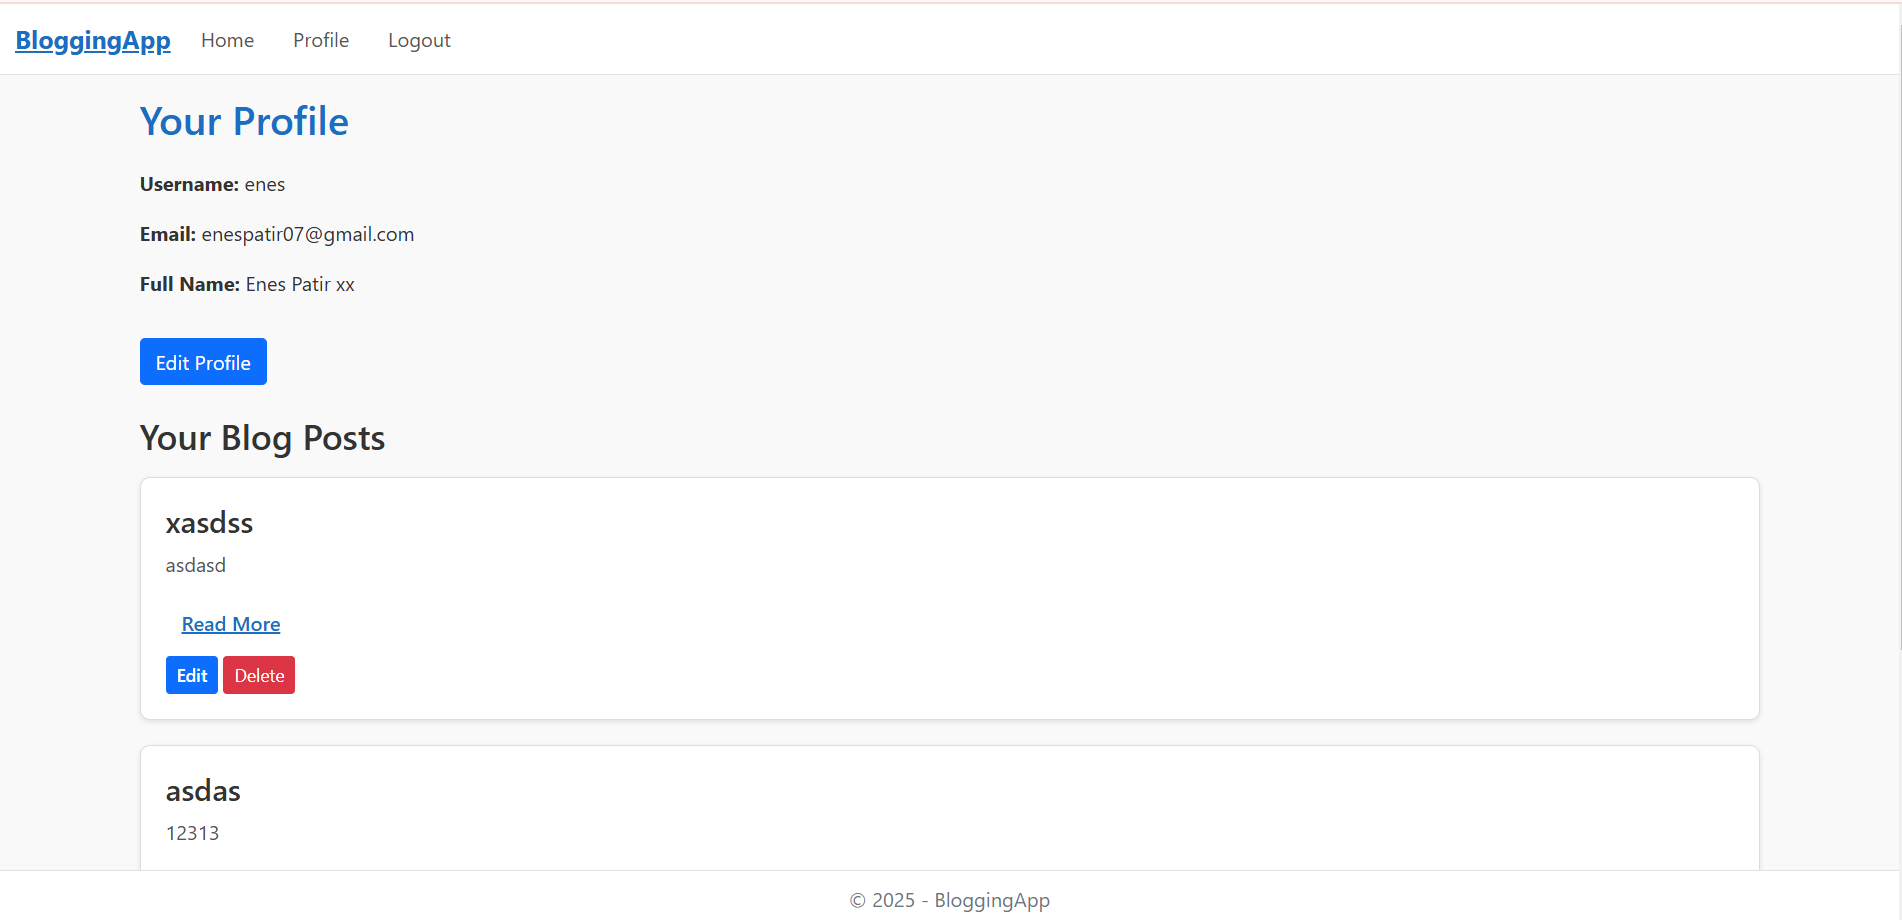 BloggingApp Home Profile Logout
Your Profile
Username: enes
Email: enespatir07@gmail.com
Full Name: Enes Patir xx
Edit Profile
Your Blog Posts
xasdss
asdasd
Read More
Edit Delete
asdas
12313
© 2025 - BloggingApp